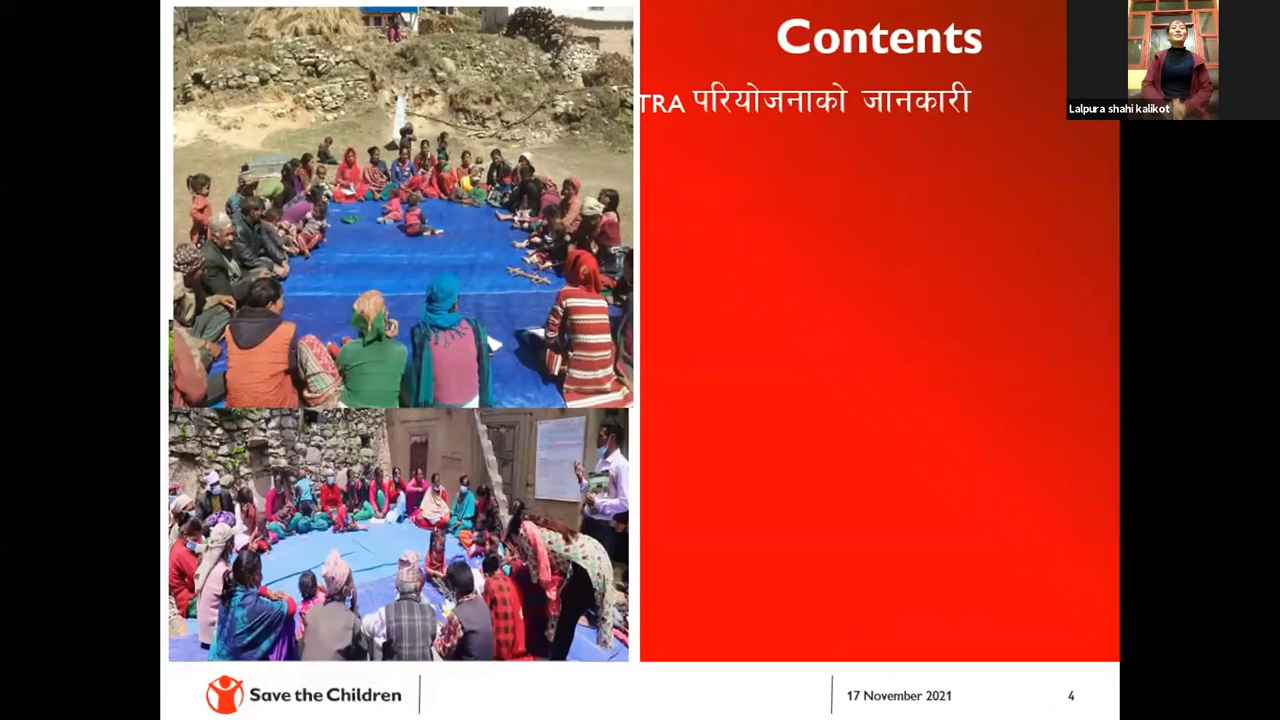 Contents
TRA परियोजनाको जानकारी
Lalpura shahi kalikot
Save the Children
17 November 2021
4